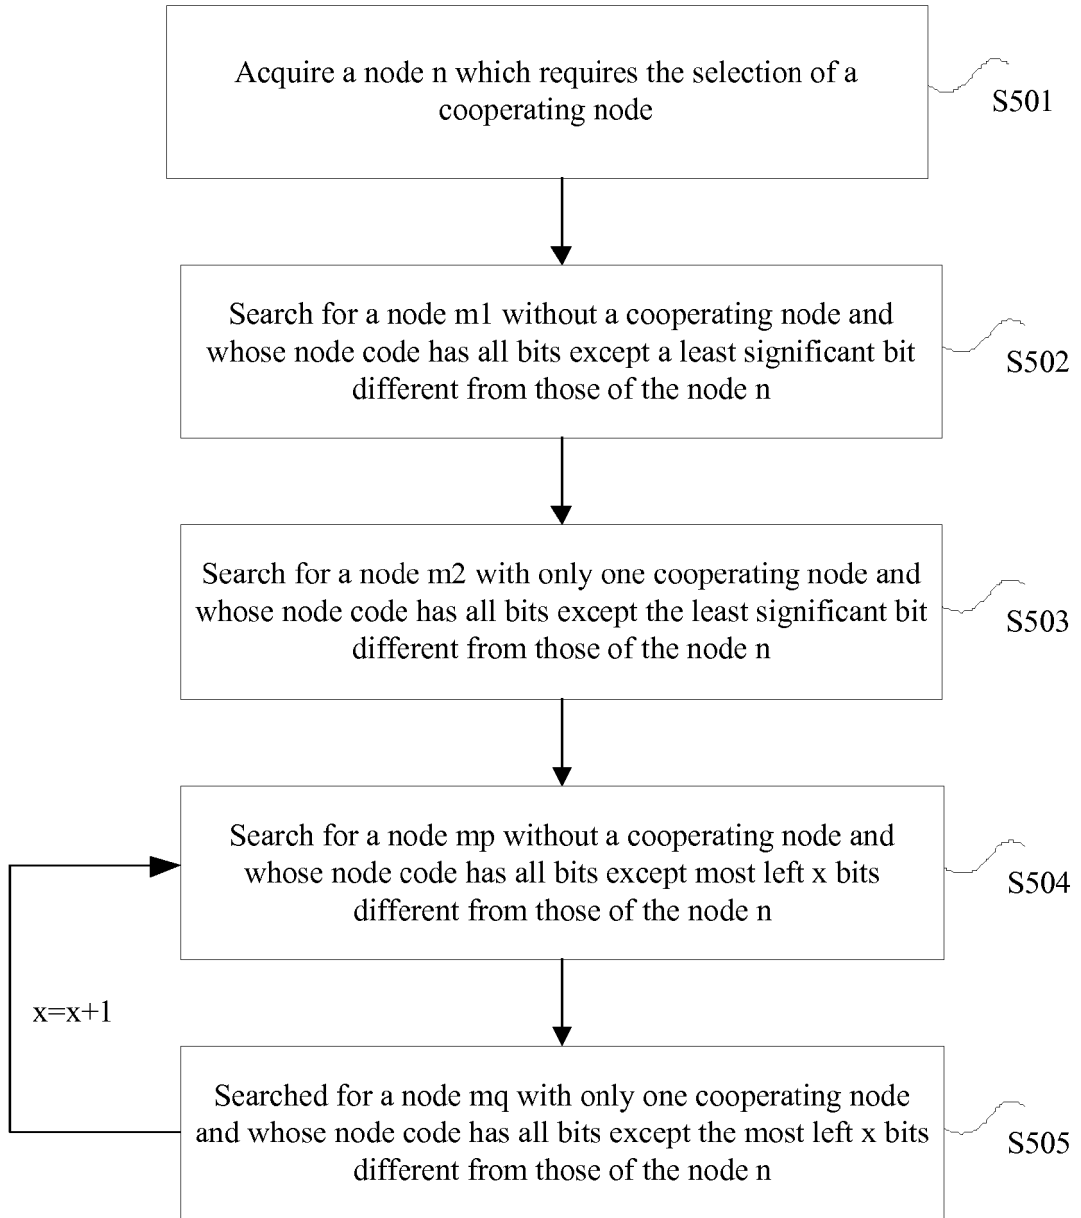 Acquire a node n which requires the selection of a
cooperating node
S501
Search for a node m1 without a cooperating node and
whose node code has all bits except a least significant bit
different from those of the node n
S502
Search for a node m2 with only one cooperating node and
whose node code has all bits except the least significant bit
different from those of the node n
S503
Search for a node mp without a cooperating node and
whose node code has all bits except most left x bits
different from those of the node n
S504
x=x+1
Searched for a node mq with only one cooperating node
and whose node code has all bits except the most left x bits
different from those of the node n
S505